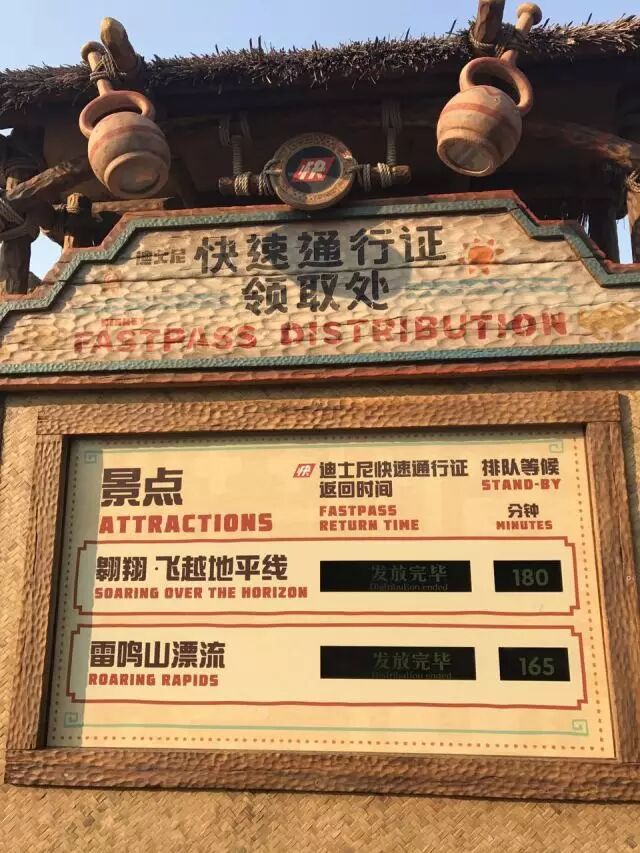 快
迪士尼 快速通行证
领取处
FASTPASS DISTRIBUTION
景点
ATTRACTIONS
快 迪士尼快速通行证
返回时间
FASTPASS
RETURN TIME
排队等候
STAND-BY
分钟
MINUTES
翱翔·飞越地平线
SOARING OVER THE HORIZON
发放完毕
Distribution ended
180
雷鸣山漂流
ROARING RAPIDS
发放完毕
Distribution ended
165